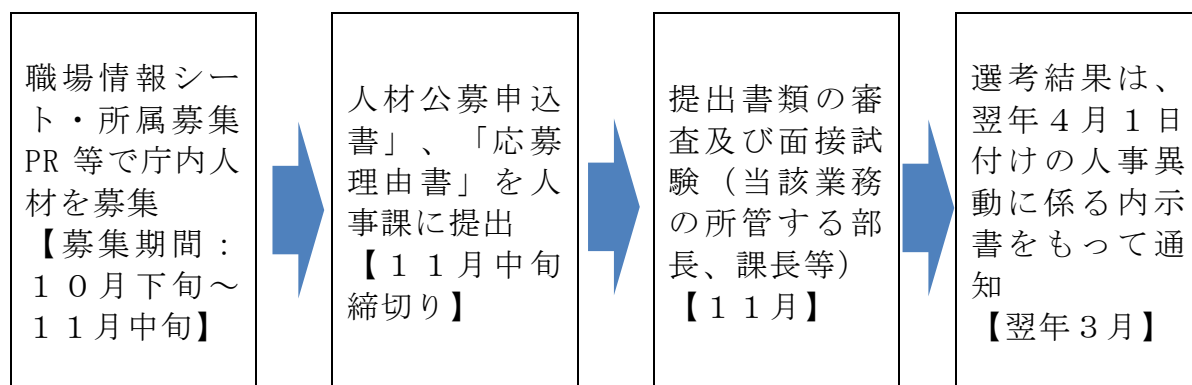 職場情報シー
ト・所属募集
PR 等で庁内人
材を募集
【募集期間：
１０月下旬～
１１月中旬】
人材公募申込
書」、「応募
理由書」を人
事課に提出
【１１月中旬
締切り】
提出書類の審
査及び面接試
験（当該業務
の所管する部
長、課長等）
【１１月】
選考結果は、
翌年４月１日
付けの人事異
動に係る内示
書をもって通
知
【翌年３月】